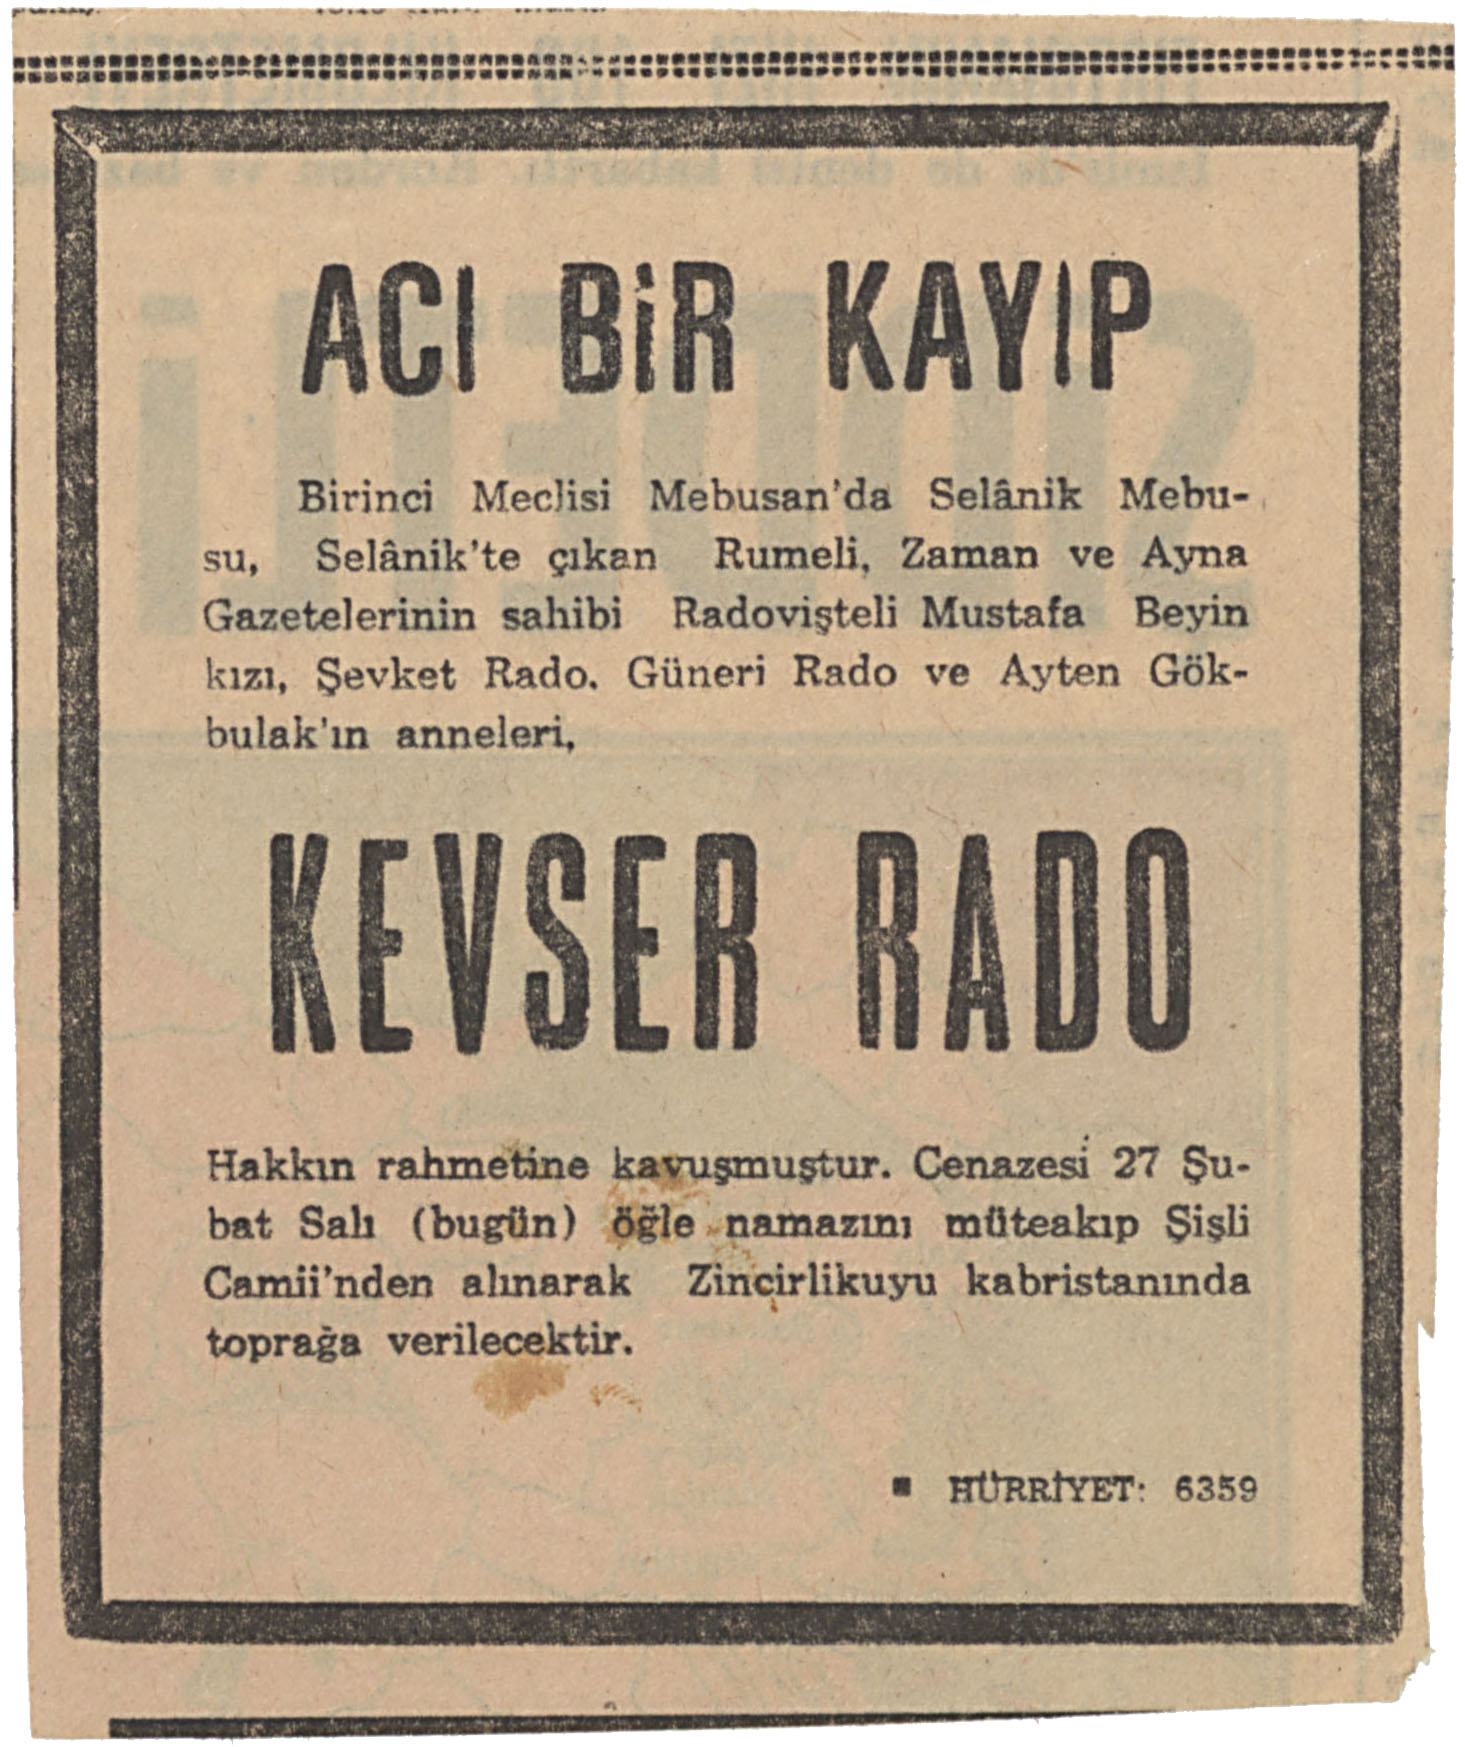 ACI BİR KAYIP
Birinci Meclisi Mebusan'da Selânik Mebu-
su, Selânik'te çıkan Rumeli, Zaman ve Ayna
Gazetelerinin sahibi Radovişteli Mustafa Beyin
kızı, Şevket Rado. Güneri Rado ve Ayten Gök-
bulak'ın anneleri,
KEVSER RADO
Hakkın rahmetine kavuşmuştur. Cenazesi 27 Şu-
bat Salı (bugün) öğle namazını müteakıp Şişli
Camii'nden alınarak Zincirlikuyu kabristanında
toprağa verilecektir.
HÜRRİYET: 6359